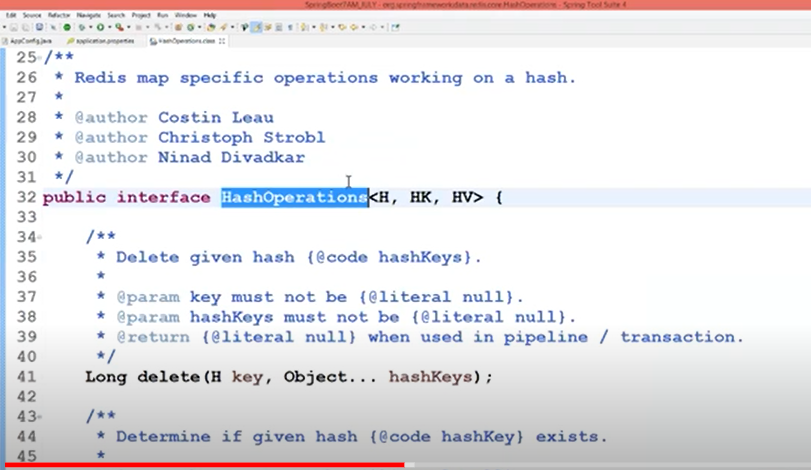 SpringBoot7AM_JULY - org.springframework.data.redis.core.HashOperations - Spring Tool Suite 4
Edit Source Refactor Navigate Search Project Run Window Help
AppConfig.java application.properties HashOperations.class
25 /**
26 * Redis map specific operations working on a hash.
27 *
28 * @author Costin Leau
29 * @author Christoph Strobl
30 * @author Ninad Divadkar
31 */
32 public interface HashOperations<H, HK, HV> {
33
34 /**
35 * Delete given hash {@code hashKeys}.
36 *
37 * @param key must not be {@literal null}.
38 * @param hashKeys must not be {@literal null}.
39 * @return {@literal null} when used in pipeline / transaction.
40 */
41 Long delete(H key, Object... hashKeys);
42
43 /**
44 * Determine if given hash {@code hashKey} exists.
45 *